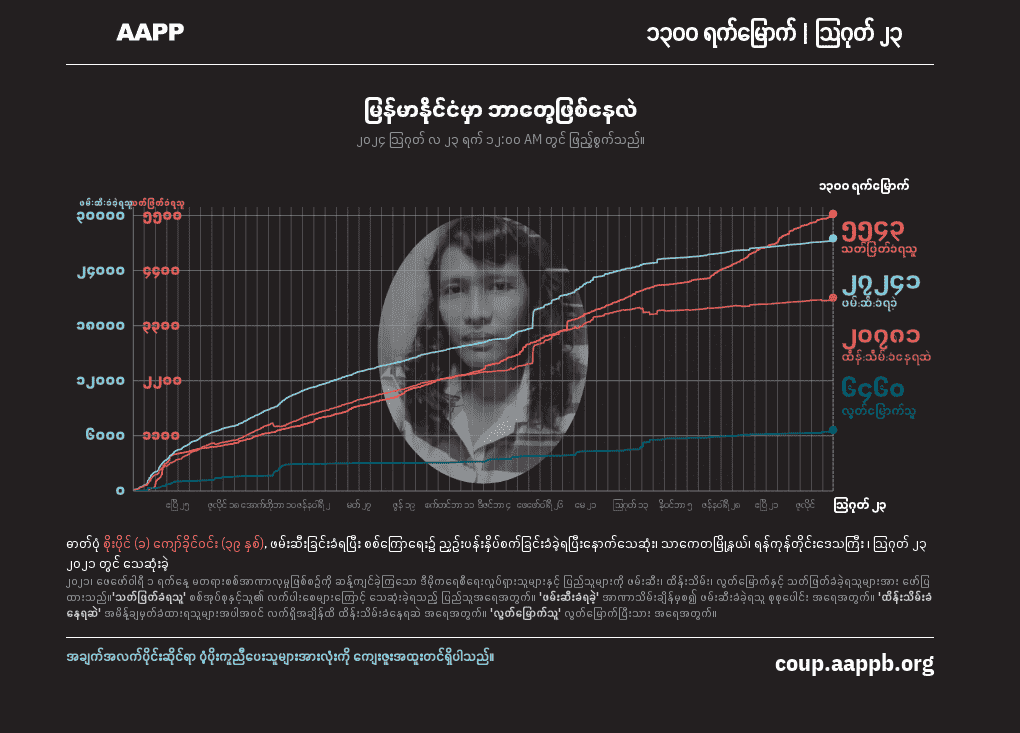 AAPP
၁၃၀၀ ရက်မြောက် | ဩဂုတ် ၂၃
မြန်မာနိုင်ငံမှာ ဘာတွေဖြစ်နေလဲ
၂၀၂၄ ဩဂုတ် လ ၂၃ ရက် ၁၂:၀၀ AM တွင် ဖြည့်စွက်သည်။
၁၃၀၀ ရက်မြောက်
ဖမ်းဆီးခံခဲ့ရသူ
၃၀၀၀၀ ၅၅၀၀
၅၅၄၃
သတ်ဖြတ်ခံရသူ
၂၄၀၀၀ ၄၄၀၀
၂၇၂၄၁
ဖမ်းဆီးခံရခဲ့
၁၈၀၀၀ ၃၃၀၀
၂၀၇၈၁
ထိန်းသိမ်းခံနေရဆဲ
၁၂၀၀၀ ၂၂၀၀
၆၄၆၀
လွတ်မြောက်သူ
၆၀၀၀ ၁၁၀၀
၀
ဧပြီ ၂၅ ဇူလိုင် ၁၈ အောက်တိုဘာ ၁၀ ဇန်နဝါရီ ၂ မတ် ၂၇ ဇွန် ၁၉ စက်တင်ဘာ ၁၁ ဒီဇင်ဘာ ၄ ဖေဖော်ဝါရီ ၂၆ မေ ၂၁ ဩဂုတ် ၁၃ နိုဝင်ဘာ ၅ ဇန်နဝါရီ ၂၈ ဧပြီ ၂၁ ဇူလိုင် ဩဂုတ် ၂၃
ဓာတ်ပုံ စိုးပိုင် (ခ) ကျော်ခိုင်ဝင်း (၃၉ နှစ်), ဖမ်းဆီးခြင်းခံရပြီး စစ်ကြောရေး၌ ညှဉ်းပန်းနှိပ်စက်ခြင်းခံခဲ့ရပြီးနောက်သေဆုံး၊ သာကေတမြို့နယ်၊ ရန်ကုန်တိုင်းဒေသကြီး ၊ ဩဂုတ် ၂၃
၂၀၂၁ တွင် သေဆုံးခဲ့
၂၀၂၁၊ ဖေဖော်ဝါရီ ၁ ရက်နေ့ မတရားစစ်အာဏာလုမှုဖြစ်စဉ်ကို ဆန့်ကျင်ခဲ့ကြသော ဒီမိုကရေစီရေးလှုပ်ရှားသူများနှင့် ပြည်သူများကို ဖမ်းဆီး၊ ထိန်းသိမ်း၊ လွတ်မြောက်နှင့် သတ်ဖြတ်ခံခဲ့ရသူများအား ဖော်ပြ
ထားသည်။'သတ်ဖြတ်ခံရသူ' စစ်အုပ်စုနှင့်သူ၏ လက်ပါးစေများကြောင့် သေဆုံးခဲ့ရသည့် ပြည်သူအရေအတွက်။ 'ဖမ်းဆီးခံရခဲ့' အာဏာသိမ်းချိန်မှစ၍ ဖမ်းဆီးခံခဲ့ရသူ စုစုပေါင်း အရေအတွက်။ 'ထိန်းသိမ်းခံ
နေရဆဲ' အမိန့်ချမှတ်ခံထားရသူများအပါအဝင် လက်ရှိအချိန်ထိ ထိန်းသိမ်းခံနေရဆဲ အရေအတွက်။ 'လွတ်မြောက်သူ' လွတ်မြောက်ပြီးသား အရေအတွက်။
အချက်အလက်ပိုင်းဆိုင်ရာ ပံ့ပိုးကူညီပေးသူများအားလုံးကို ကျေးဇူးအထူးတင်ရှိပါသည်။
coup.aappb.org